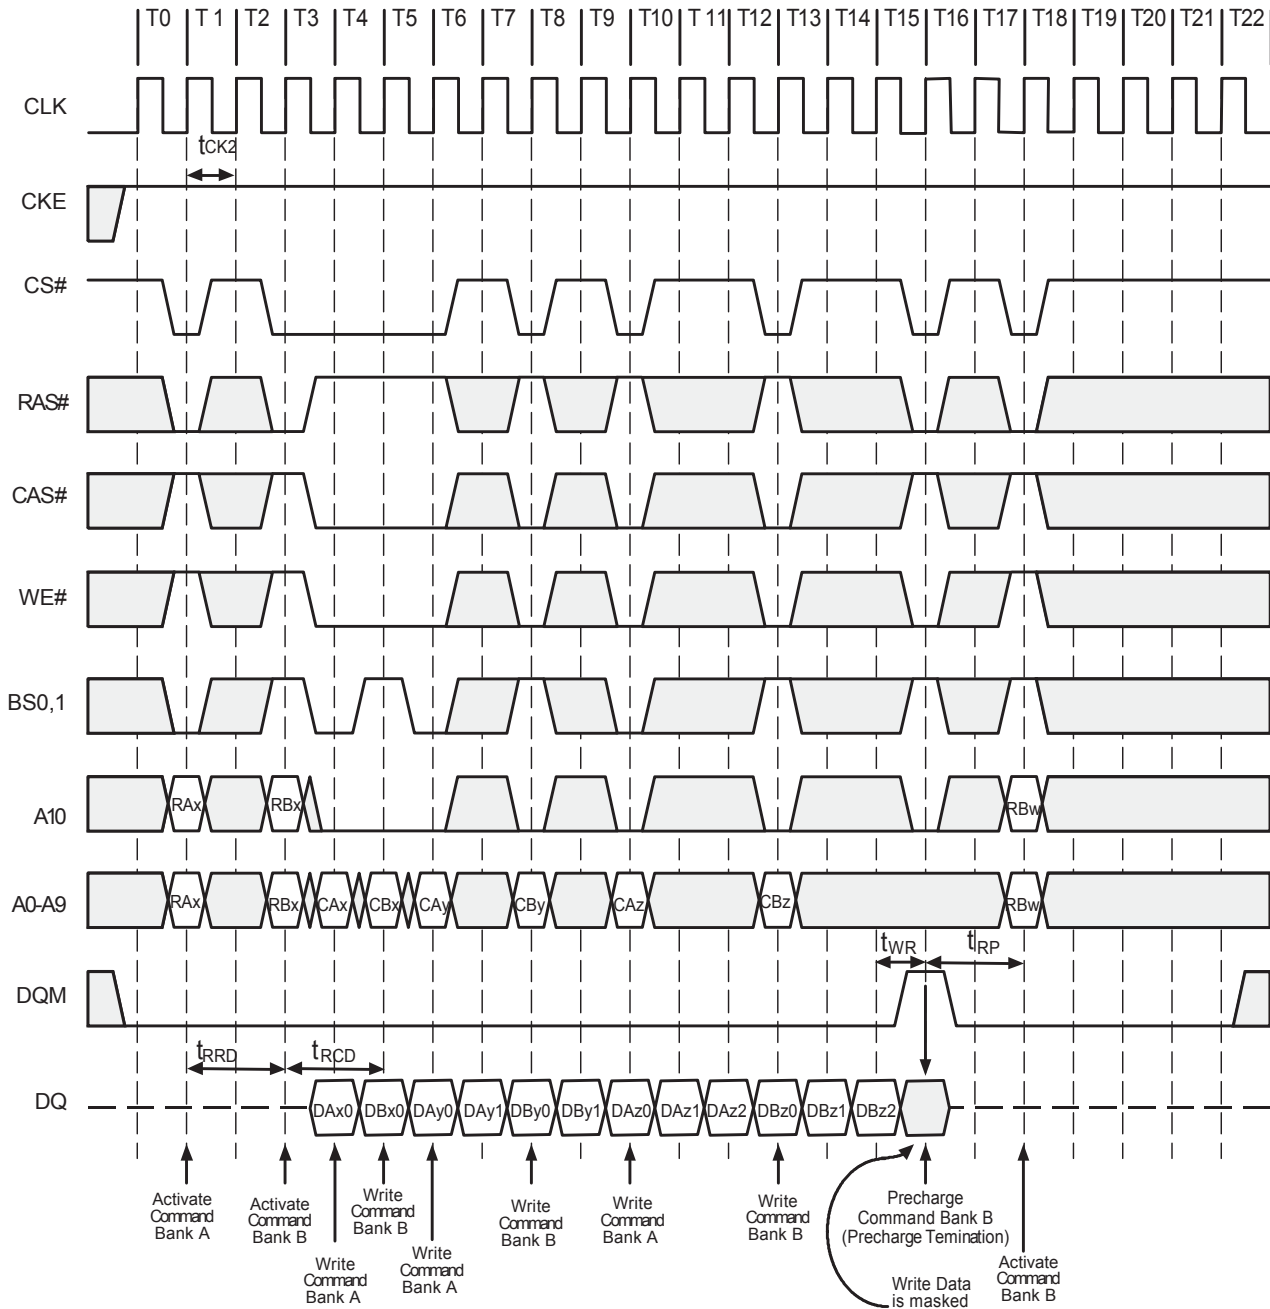 T0 T 1 T2 T3 T4 T5 T6 T7 T8 T9 T10 T 11 T12 T13 T14 T15 T16 T17 T18 T19 T20 T21 T22
CLK
tCK2
CKE
CS#
RAS#
CAS#
WE#
BS0,1
A10
RAx RBx RBw
A0-A9
RAx RBx CAx CBx CAy CBy CAz CBz RBw
tWR tRP
DQM
tRRD tRCD
DQ
DAx0 DBx0 DAy0 DAy1 DBy0 DBy1 DAz0 DAz1 DAz2 DBz0 DBz1 DBz2
Activate
Command
Bank A
Activate
Command
Bank B
Write
Command
Bank A
Write
Command
Bank B
Write
Command
Bank A
Write
Command
Bank B
Write
Command
Bank A
Write
Command
Bank B
Precharge
Command Bank B
(Precharge Temination)
Write Data
is masked
Activate
Command
Bank B